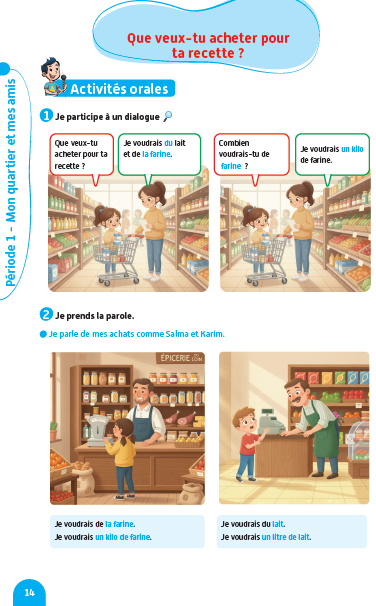 Que veux-tu acheter pour
ta recette ?
Activités orales
Période 1 - Mon quartier et mes amis
1 Je participe à un dialogue
Que veux-tu
acheter pour ta
recette ?
Je voudrais du lait
et de la farine.
Combien
voudrais-tu de
farine ?
Je voudrais un kilo
de farine.
2 Je prends la parole.
Je parle de mes achats comme Salma et Karim.
ÉPICERIE
Je voudrais de la farine.
Je voudrais un kilo de farine.
Je voudrais du lait.
Je voudrais un litre de lait.
14